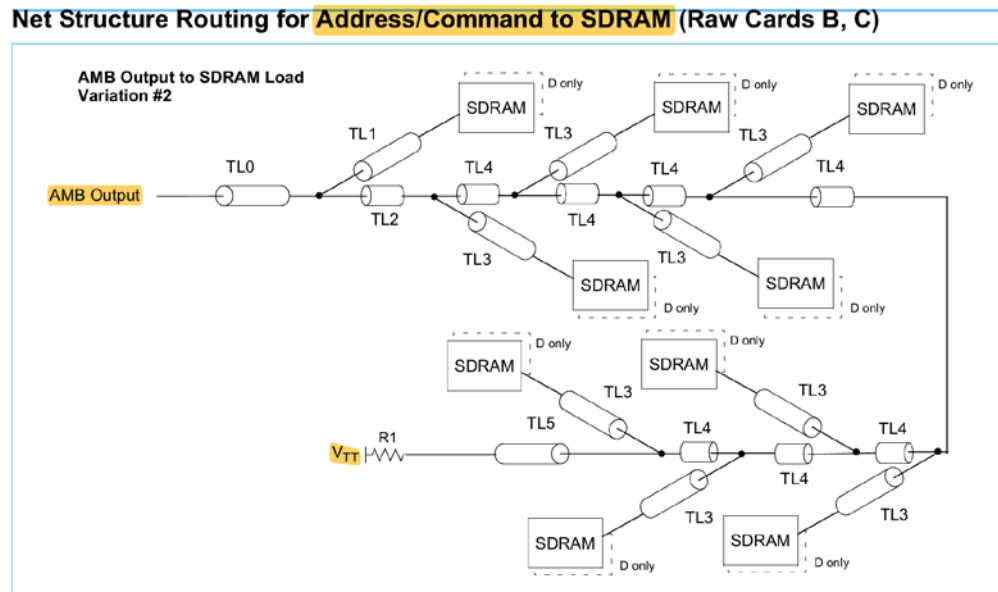 Net Structure Routing for Address/Command to SDRAM (Raw Cards B, C)
AMB Output to SDRAM Load
Variation #2
D only
D only
D only
SDRAM
SDRAM
SDRAM
TL1
TL3
TL3
TL0
TL4
TL4
TL4
AMB Output
TL2
TL4
TL3
TL3
SDRAM
SDRAM
D only
D only
D only
D only
SDRAM
SDRAM
TL3
TL3
TL5
TL4
TL4
R1
VTT
TL4
TL3
TL3
SDRAM
SDRAM
D only
D only